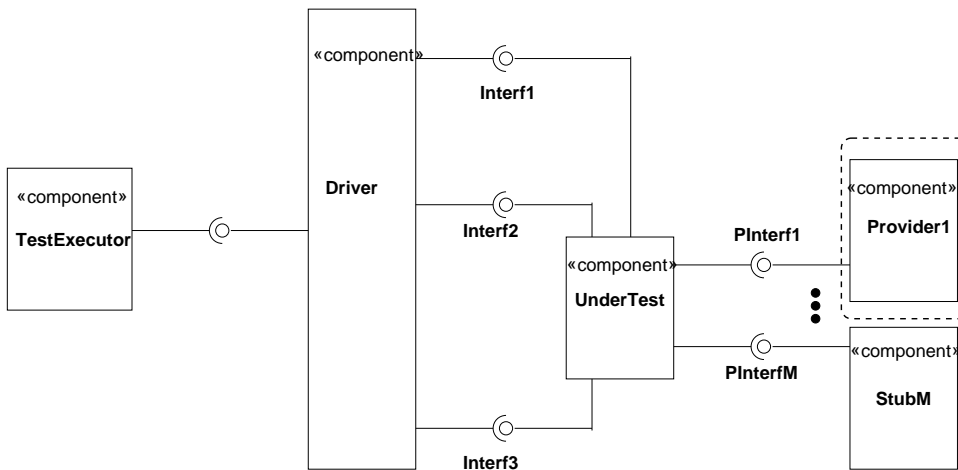 «component»
TestExecutor
«component»
Driver
Interf1
Interf2
Interf3
«component»
UnderTest
PInterf1
PInterfM
«component»
Provider1
«component»
StubM